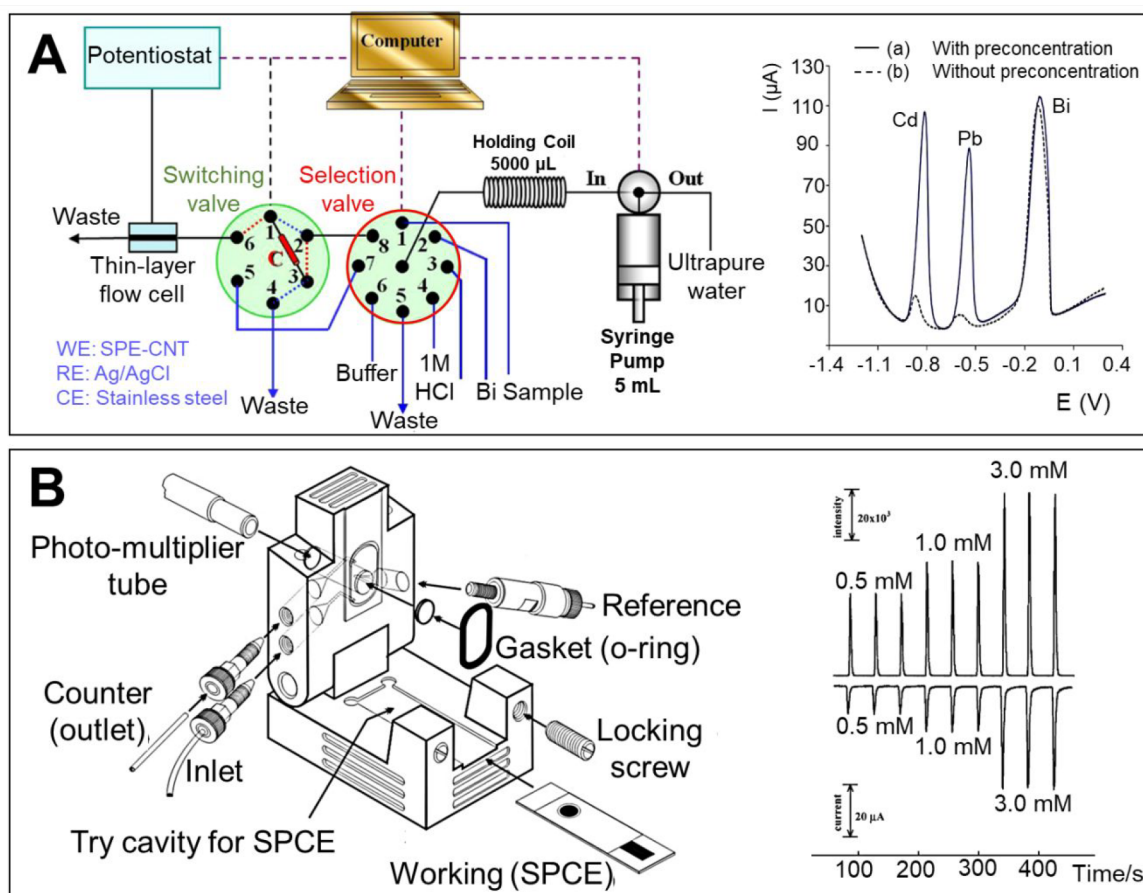 A
Potentiostat
Computer
Switching
valve
Selection
valve
Holding Coil
5000 µL
In
Out
Waste
Thin-layer
flow cell
1
2
3
4
5
6
C
1
2
3
4
5
6
7
8
Ultrapure
water
Syringe
Pump
5 mL
WE: SPE-CNT
RE: Ag/AgCl
CE: Stainless steel
Waste
Buffer
Waste
1M
HCl
Bi Sample
(a) With preconcentration
(b) Without preconcentration
I (µA)
130
110
90
70
50
30
10
Cd
Pb
Bi
-1.4 -1.1 -0.8 -0.5 -0.2 0.1 0.4
E (V)
B
Photo-multiplier
tube
Reference
Gasket (o-ring)
Counter
(outlet)
Inlet
Locking
screw
Try cavity for SPCE
Working (SPCE)
intensity
20x10³
0.5 mM
1.0 mM
3.0 mM
0.5 mM
1.0 mM
3.0 mM
current
20 µA
100 200 300 400 Time/s